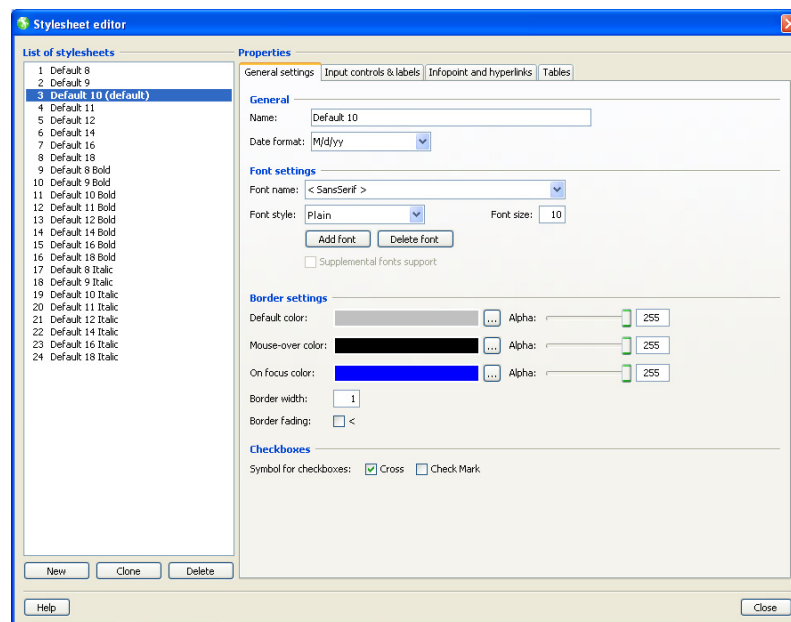 Stylesheet editor
List of stylesheets
1 Default 8
2 Default 9
3 Default 10 (default)
4 Default 11
5 Default 12
6 Default 14
7 Default 16
8 Default 18
9 Default 8 Bold
10 Default 9 Bold
11 Default 10 Bold
12 Default 11 Bold
13 Default 12 Bold
14 Default 14 Bold
15 Default 16 Bold
16 Default 18 Bold
17 Default 8 Italic
18 Default 9 Italic
19 Default 10 Italic
20 Default 11 Italic
21 Default 12 Italic
22 Default 14 Italic
23 Default 16 Italic
24 Default 18 Italic
New Clone Delete
Properties
General settings Input controls & labels Infopoint and hyperlinks Tables
General
Name: Default 10
Date format: M/d/yy
Font settings
Font name: < SansSerif >
Font style: Plain Font size: 10
Add font Delete font
Supplemental fonts support
Border settings
Default color: ... Alpha: 255
Mouse-over color: ... Alpha: 255
On focus color: ... Alpha: 255
Border width: 1
Border fading: <
Checkboxes
Symbol for checkboxes: Cross Check Mark
Help Close